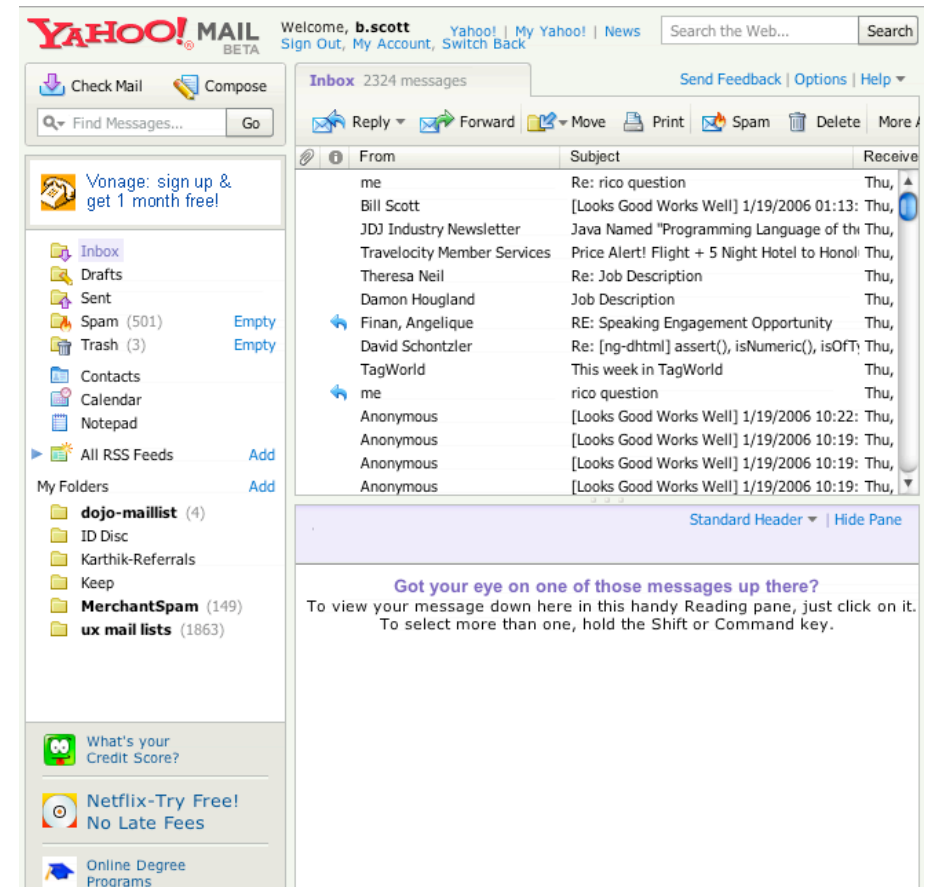 YAHOO! MAIL
BETA
Welcome, b.scott Yahoo! | My Yahoo! | News
Sign Out, My Account, Switch Back
Search the Web... Search
Check Mail Compose
Find Messages... Go
Vonage: sign up &
get 1 month free!
Inbox
Drafts
Sent
Spam (501) Empty
Trash (3) Empty
Contacts
Calendar
Notepad
All RSS Feeds Add
My Folders Add
dojo-maillist (4)
ID Disc
Karthik-Referrals
Keep
MerchantSpam (149)
ux mail lists (1863)
What's your
Credit Score?
Netflix-Try Free!
No Late Fees
Online Degree
Programs
Inbox 2324 messages
Send Feedback | Options | Help
Reply Forward Move Print Spam Delete More A
From Subject Receive
me Re: rico question Thu,
Bill Scott [Looks Good Works Well] 1/19/2006 01:13: Thu,
JDJ Industry Newsletter Java Named "Programming Language of the Thu,
Travelocity Member Services Price Alert! Flight + 5 Night Hotel to Honol Thu,
Theresa Neil Re: Job Description Thu,
Damon Hougland Job Description Thu,
Finan, Angelique RE: Speaking Engagement Opportunity Thu,
David Schontzler Re: [ng-dhtml] assert(), isNumeric(), isOfTy Thu,
TagWorld This week in TagWorld Thu,
me rico question Thu,
Anonymous [Looks Good Works Well] 1/19/2006 10:22: Thu,
Anonymous [Looks Good Works Well] 1/19/2006 10:19: Thu,
Anonymous [Looks Good Works Well] 1/19/2006 10:19: Thu,
Anonymous [Looks Good Works Well] 1/19/2006 10:19: Thu,
Standard Header | Hide Pane
Got your eye on one of those messages up there?
To view your message down here in this handy Reading pane, just click on it.
To select more than one, hold the Shift or Command key.